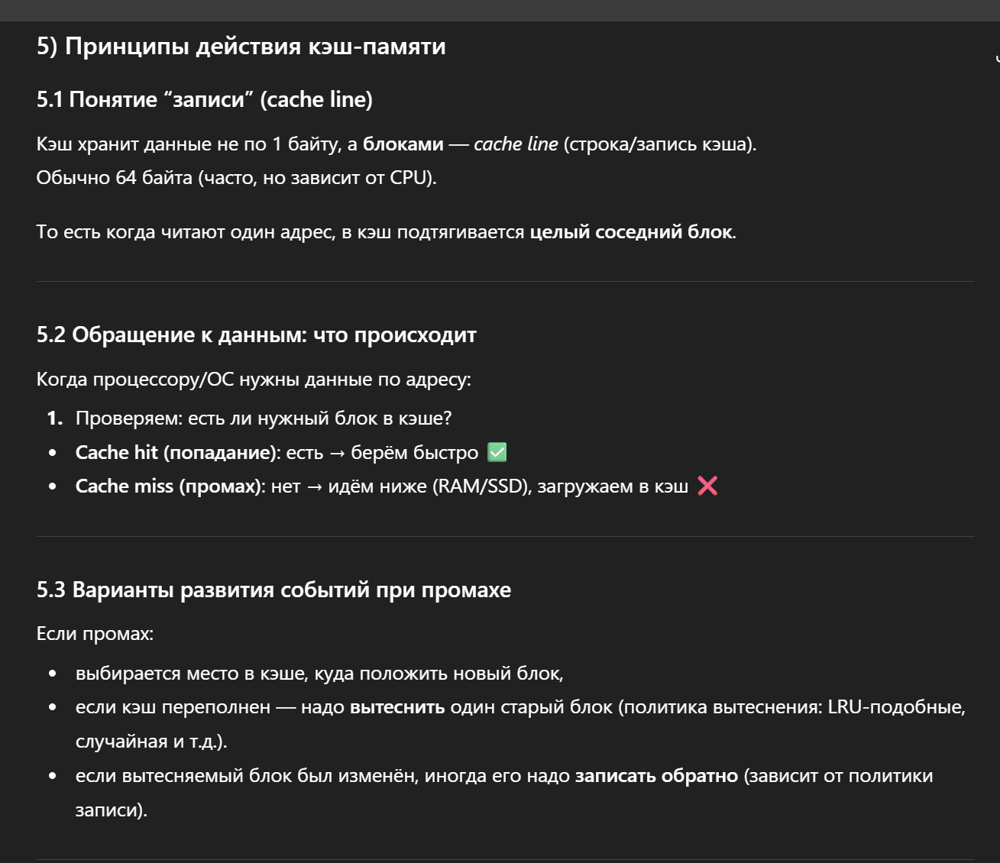 5) Принципы действия кэш-памяти
5.1 Понятие “записи” (cache line)
Кэш хранит данные не по 1 байту, а блоками — cache line (строка/запись кэша).
Обычно 64 байта (часто, но зависит от CPU).
То есть когда читают один адрес, в кэш подтягивается целый соседний блок.
5.2 Обращение к данным: что происходит
Когда процессору/ОС нужны данные по адресу:
1. Проверяем: есть ли нужный блок в кэше?
• Cache hit (попадание): есть → берём быстро ✅
• Cache miss (промах): нет → идём ниже (RAM/SSD), загружаем в кэш ❌
5.3 Варианты развития событий при промахе
Если промах:
• выбирается место в кэше, куда положить новый блок,
• если кэш переполнен — надо вытеснить один старый блок (политика вытеснения: LRU-подобные,
случайная и т.д.).
• если вытесняемый блок был изменён, иногда его надо записать обратно (зависит от политики
записи).